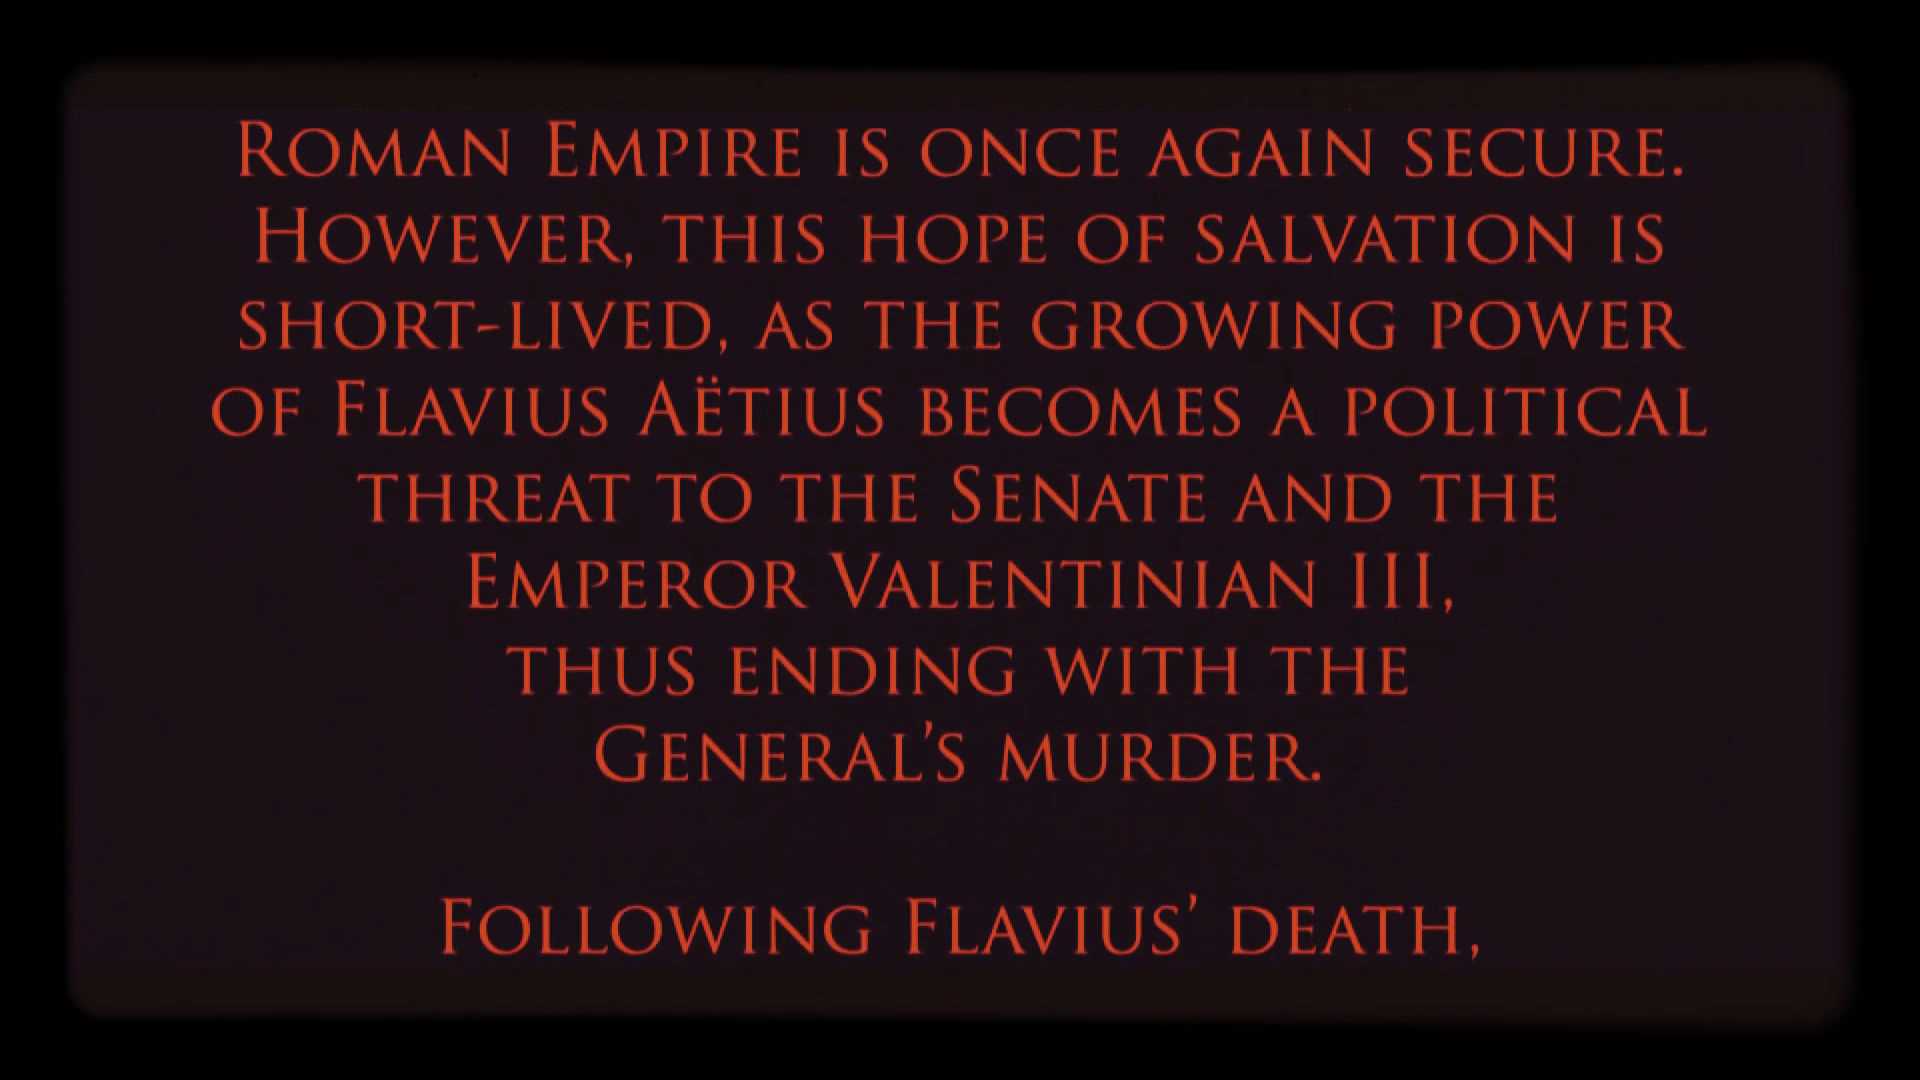 Roman Empire is once again secure.
However, this hope of salvation is
short-lived, as the growing power
of Flavius Aëtius becomes a political
threat to the Senate and the
Emperor Valentinian III,
thus ending with the
General’s murder.
Following Flavius’ death,